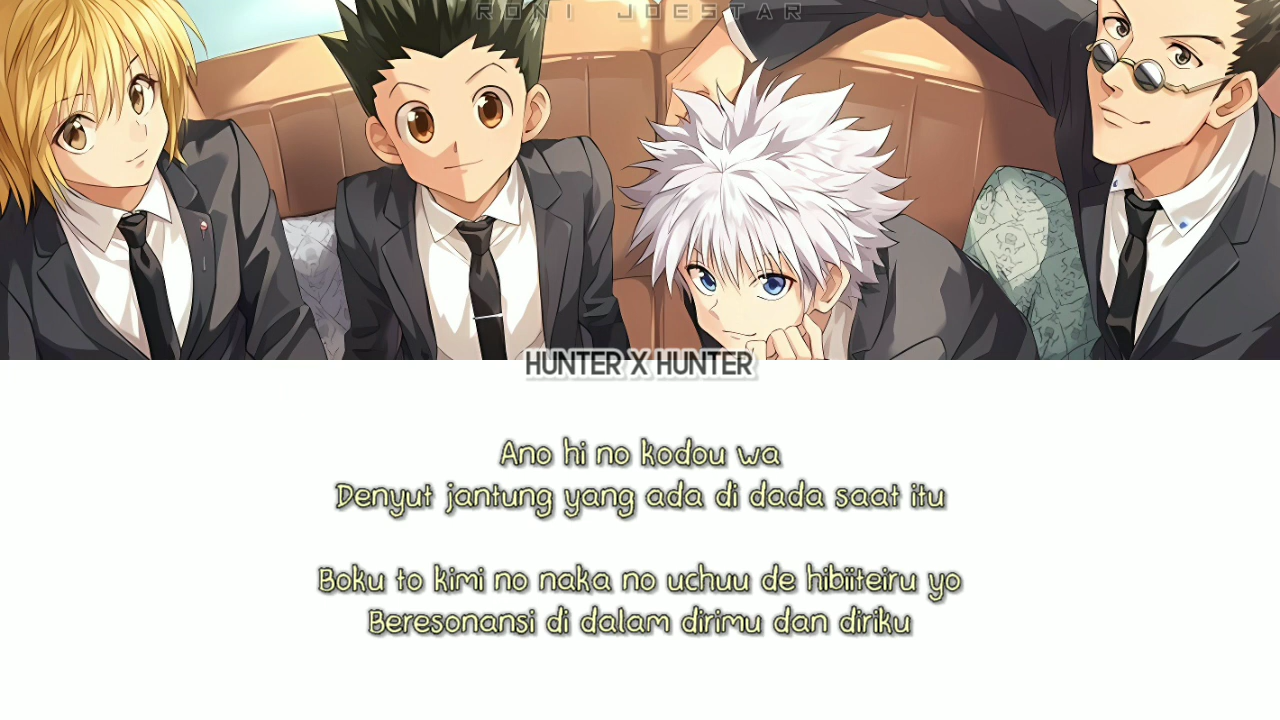 RONI JOESTAR
HUNTER X HUNTER
Ano hi no kodou wa
Denyut jantung yang ada di dada saat itu
Boku to kimi no naka no uchuu de hibiiteiru yo
Beresonansi di dalam dirimu dan diriku